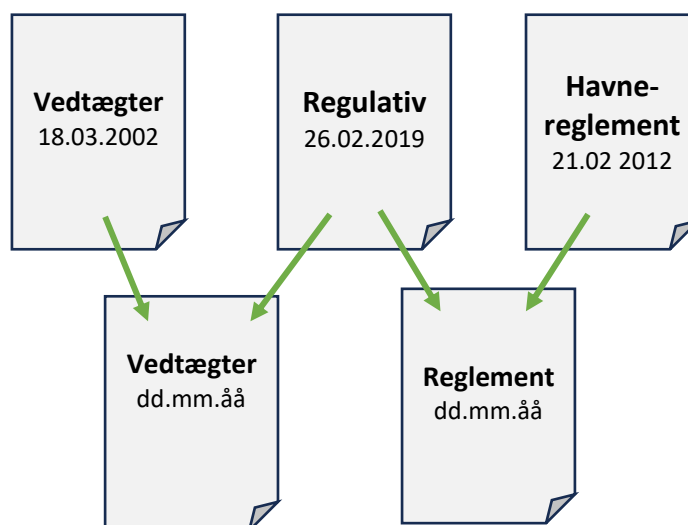 Vedtægter
18.03.2002
Regulativ
26.02.2019
Havne-
reglement
21.02 2012
Vedtægter
dd.mm.åå
Reglement
dd.mm.åå